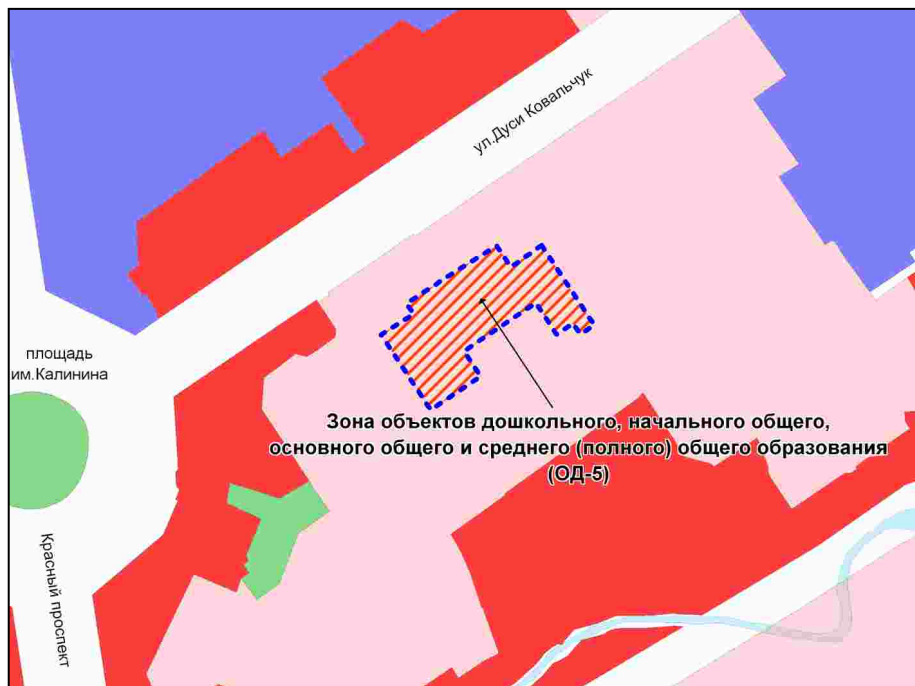 ул.Дуси Ковальчук
площадь
им.Калинина
Зона объектов дошкольного, начального общего,
основного общего и среднего (полного) общего образования
(ОД-5)
Красный проспект